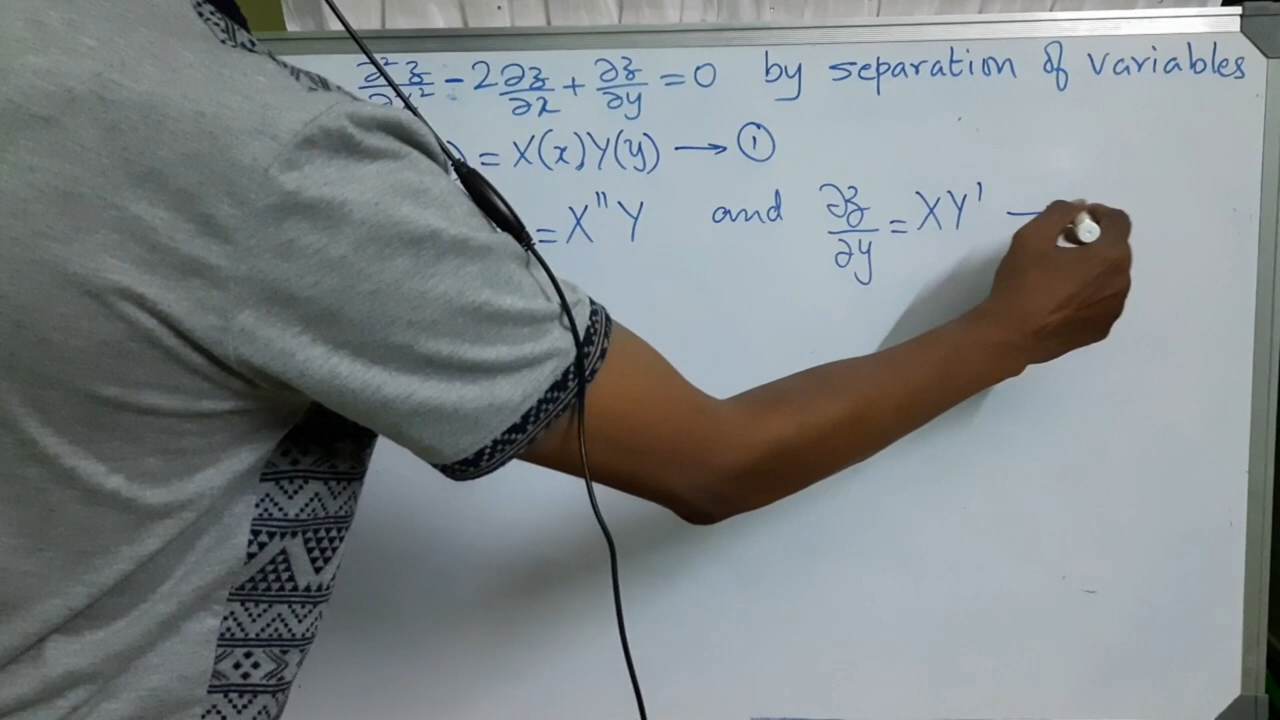 ∂²z/∂x² - 2 ∂z/∂x + ∂z/∂y = 0 by separation of variables
) = X(x)Y(y) → ①
= X"Y and ∂z/∂y = XY' —